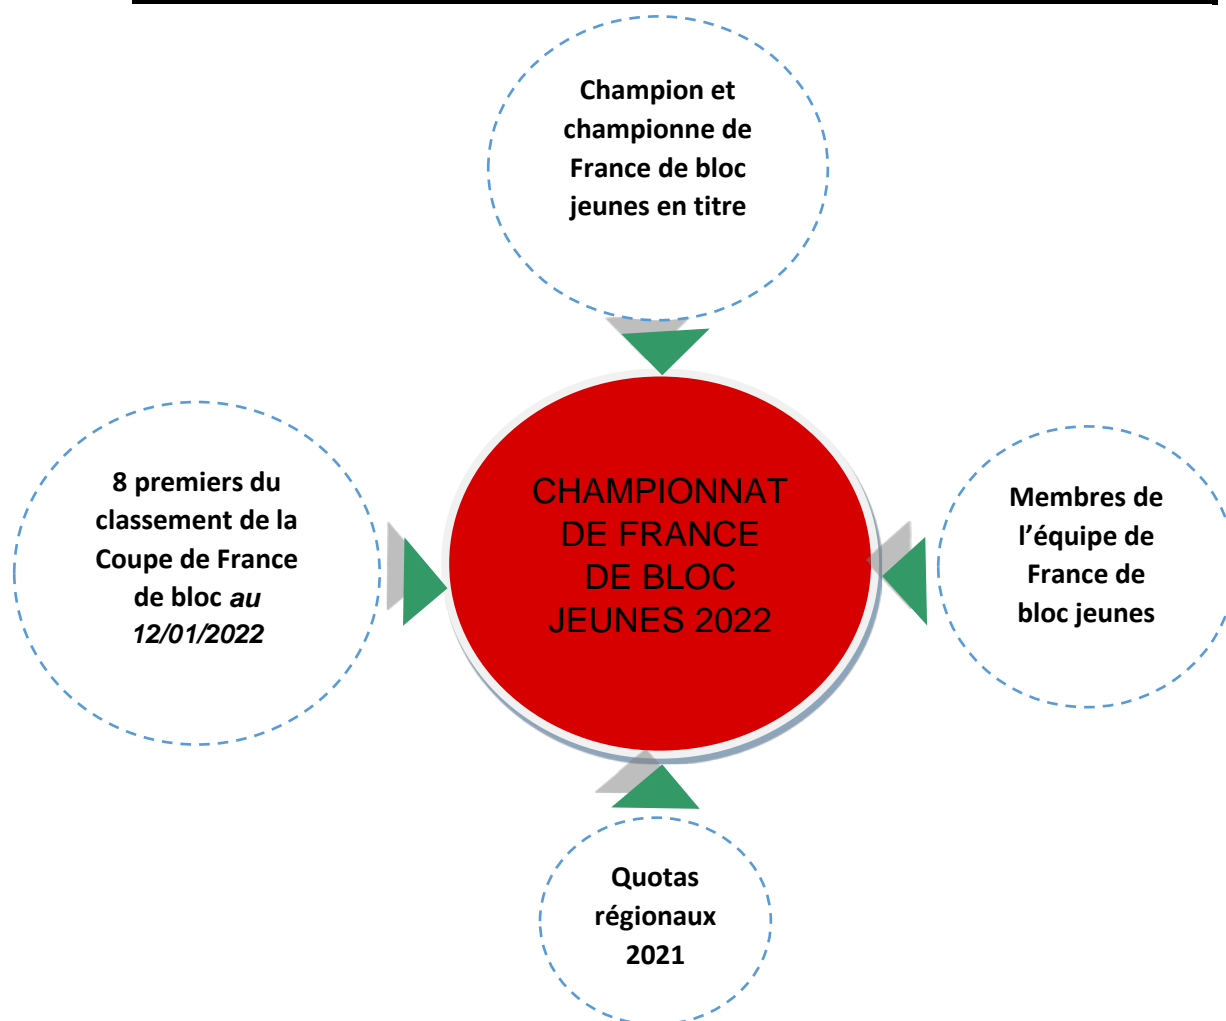 Champion et
championne de
France de bloc
jeunes en titre
8 premiers du
classement de la
Coupe de France
de bloc au
12/01/2022
CHAMPIONNAT
DE FRANCE
DE BLOC
JEUNES 2022
Membres de
l’équipe de
France de
bloc jeunes
Quotas
régionaux
2021